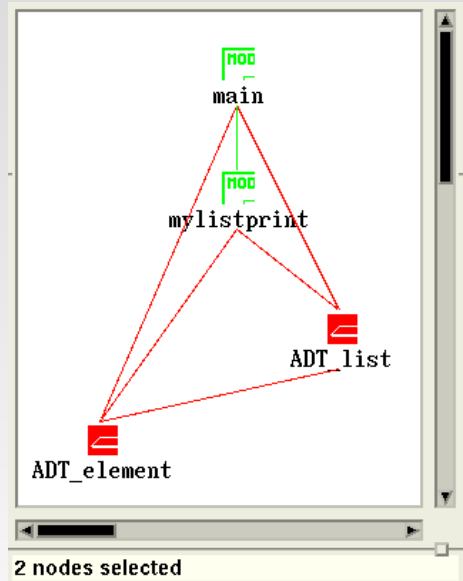 MOD
main
MOD
mylistprint
ADT_list
ADT_element
2 nodes selected